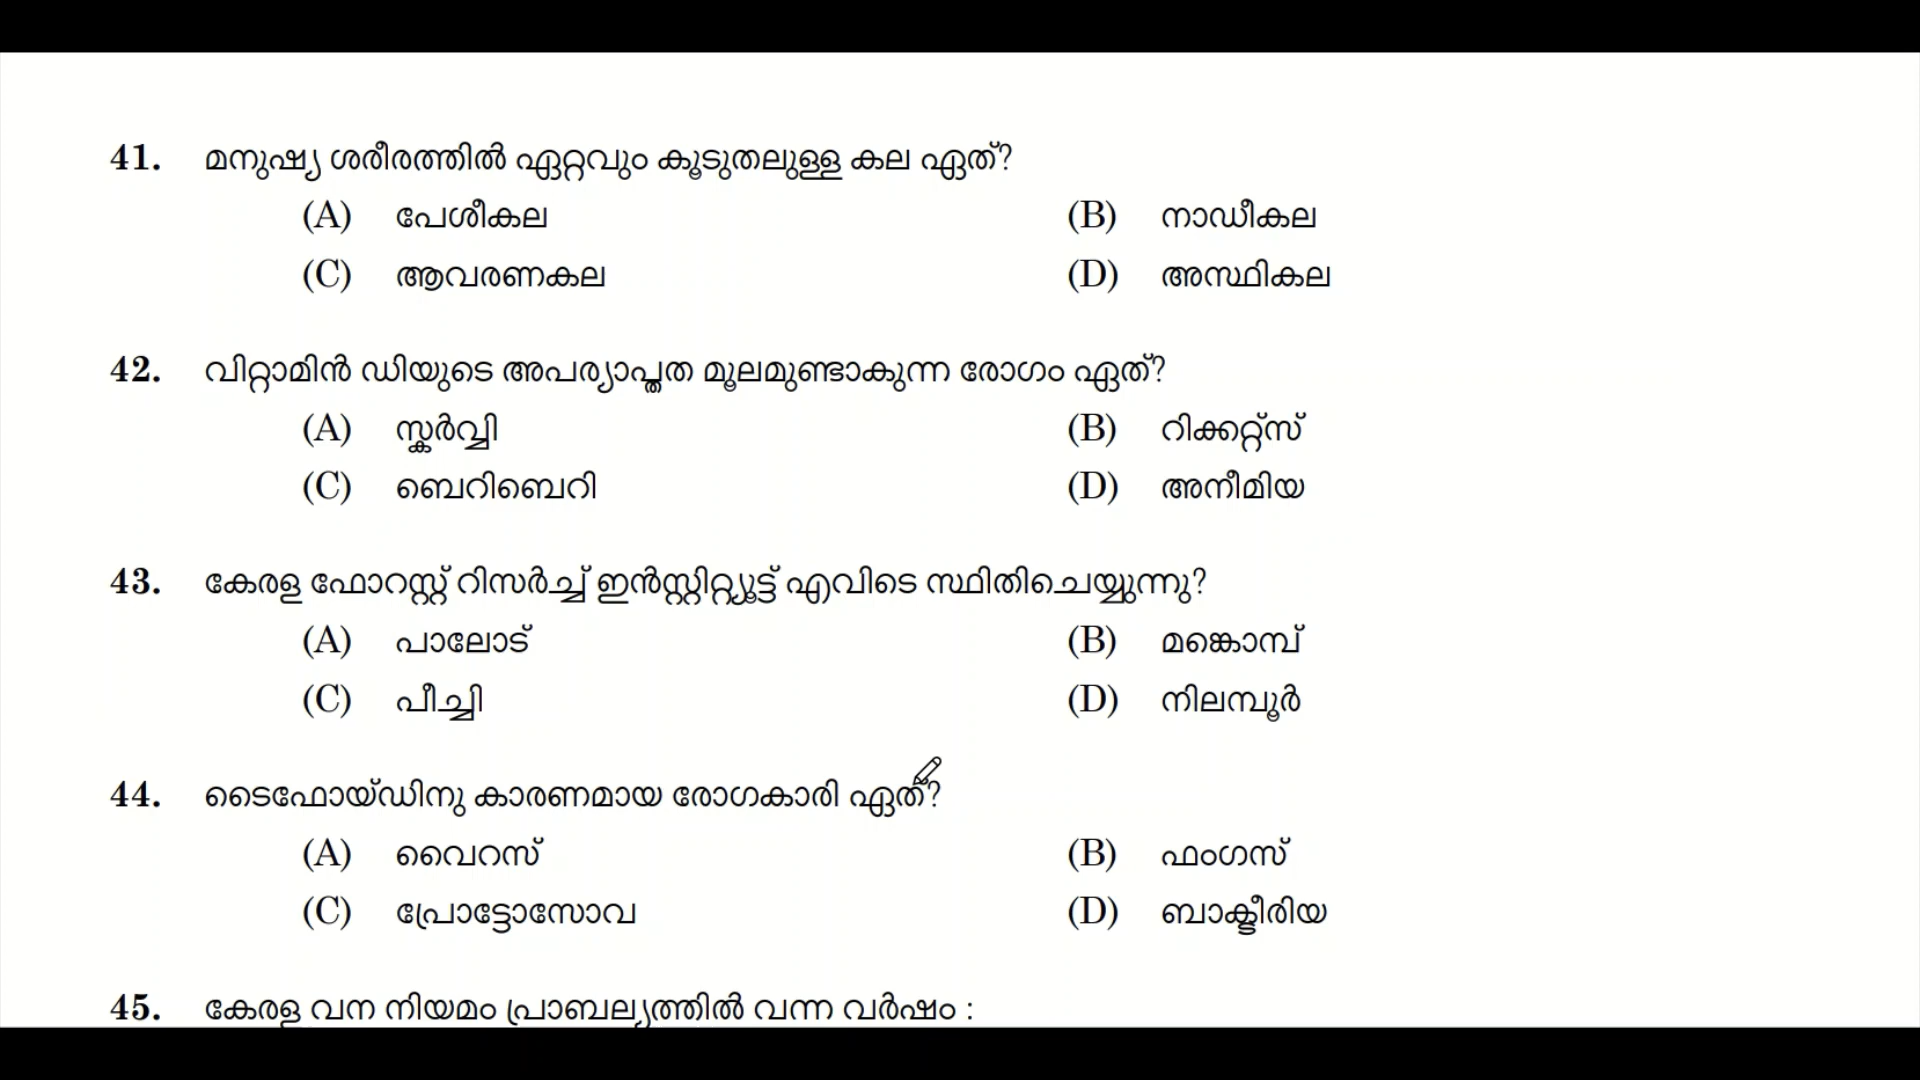 41. മനുഷ്യ ശരീരത്തിൽ ഏറ്റവും കൂടുതലുള്ള കല ഏത്?
(A) പേശീകല (B) നാഡീകല
(C) ആവരണകല (D) അസ്ഥികല
42. വിറ്റാമിൻ ഡിയുടെ അപര്യാപ്തത മൂലമുണ്ടാകുന്ന രോഗം ഏത്?
(A) സ്കർവ്വി (B) റിക്കറ്റ്സ്
(C) ബെറിബെറി (D) അനീമിയ
43. കേരള ഫോറസ്റ്റ് റിസർച്ച് ഇൻസ്റ്റിറ്റ്യൂട്ട് എവിടെ സ്ഥിതിചെയ്യുന്നു?
(A) പാലോട് (B) മങ്കൊമ്പ്
(C) പീച്ചി (D) നിലമ്പൂർ
44. ടൈഫോയ്ഡിനു കാരണമായ രോഗകാരി ഏത്?
(A) വൈറസ് (B) ഫംഗസ്
(C) പ്രോട്ടോസോവ (D) ബാക്ടീരിയ
45. കേരള വന നിയമം പ്രാബല്യത്തിൽ വന്ന വർഷം :